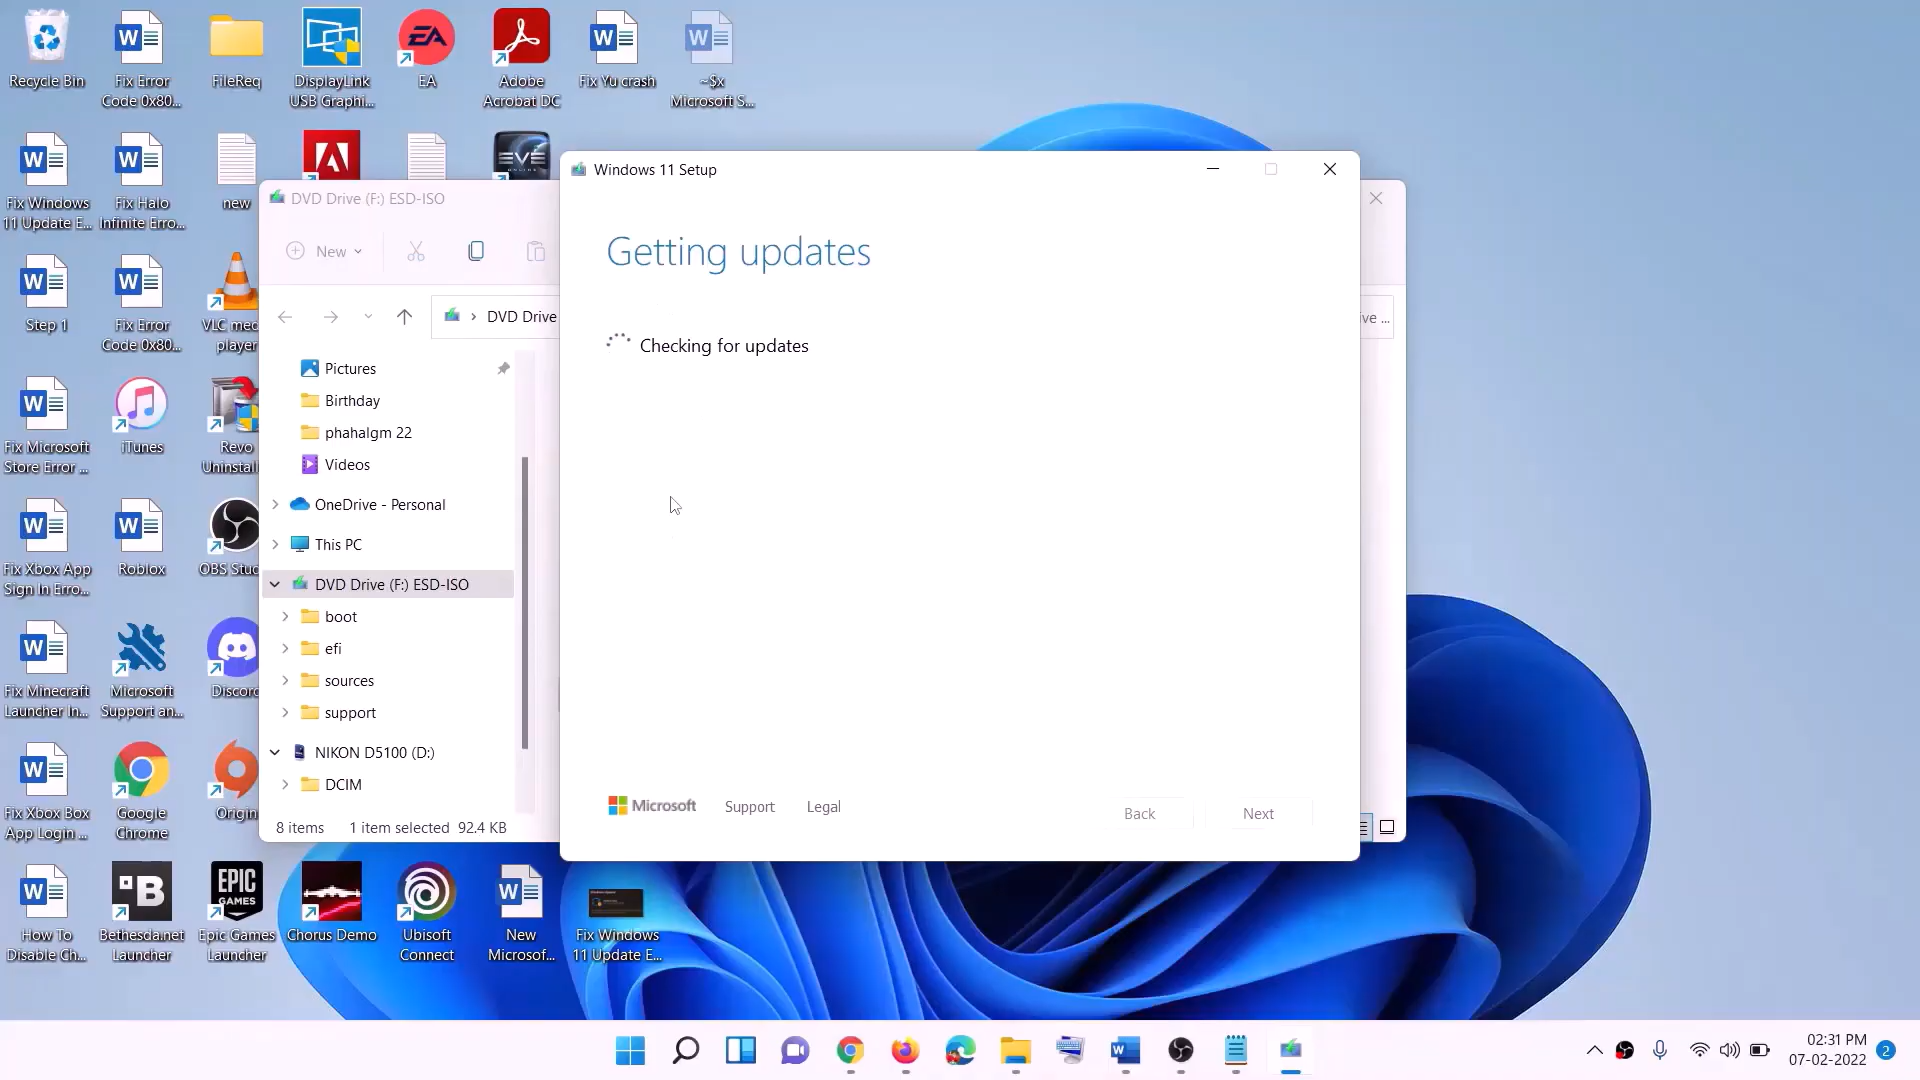 Recycle Bin
Fix Error
Code 0x80...
FileReq
DisplayLink
USB Graphi...
EA
Adobe
Acrobat DC
Fix Yu crash
~$x
Microsoft S...
Fix Windows
11 Update E...
Fix Halo
Infinite Erro...
new
EVE
ONLINE
Step 1
Fix Error
Code 0x80...
VLC med
player
Fix Microsoft
Store Error ...
iTunes
Revo
Uninstall
Fix Xbox App
Sign In Erro...
Roblox
OBS Stud
Fix Minecraft
Launcher In...
Microsoft
Support an...
Discord
Fix Xbox Box
App Login ...
Google
Chrome
Origin
How To
Disable Ch...
Bethesda.net
Launcher
EPIC
GAMES
Epic Games
Launcher
Chorus Demo
Ubisoft
Connect
New
Microsof...
Fix Windows
11 Update E...
DVD Drive (F:) ESD-ISO
New
DVD Drive
ive ...
Pictures
Birthday
phahalgm 22
Videos
OneDrive - Personal
This PC
DVD Drive (F:) ESD-ISO
boot
efi
sources
support
NIKON D5100 (D:)
DCIM
8 items 1 item selected 92.4 KB
Windows 11 Setup
Getting updates
Checking for updates
Microsoft Support Legal
Back Next
02:31 PM
07-02-2022
2